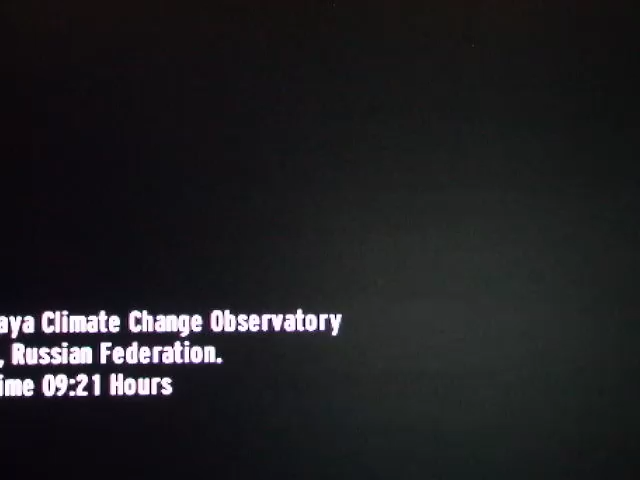 aya Climate Change Observatory
, Russian Federation.
ime 09:21 Hours